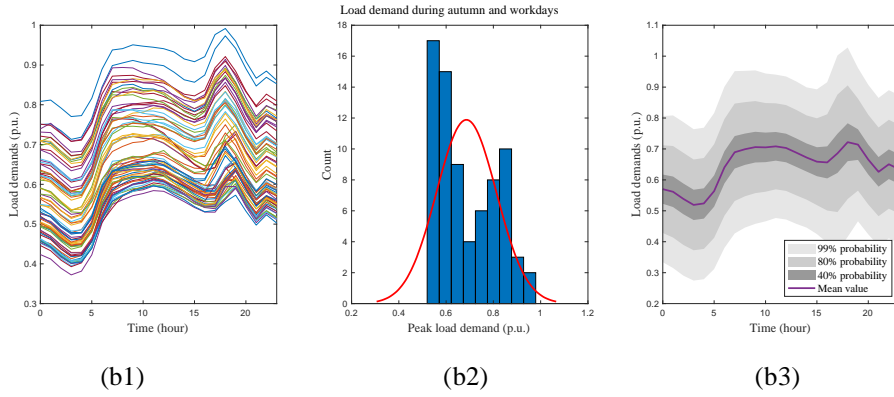 Load demand during autumn and workdays
1
0.9
0.8
0.7
0.6
0.5
0.4
0.3
0 5 10 15 20
Load demands (p.u.)
Time (hour)
(b1)
18
16
14
12
10
8
6
4
2
0
0.2 0.4 0.6 0.8 1 1.2
Count
Peak load demand (p.u.)
(b2)
1.1
1
0.9
0.8
0.7
0.6
0.5
0.4
0.3
0.2
0 5 10 15 20
Load demands (p.u.)
Time (hour)
99% probability
80% probability
40% probability
Mean value
(b3)